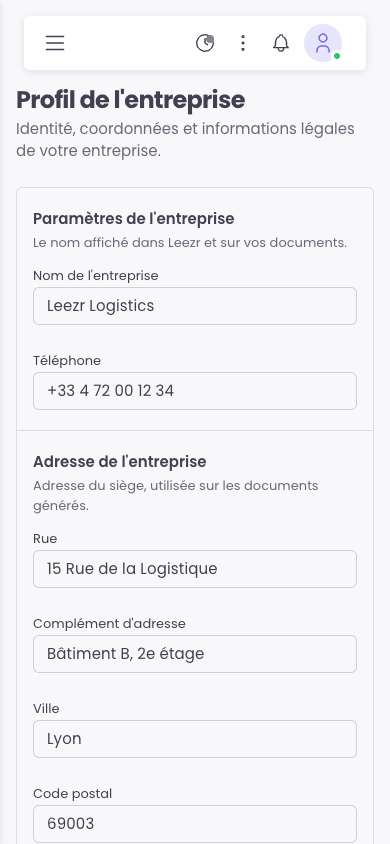 Profil de l'entreprise
Identité, coordonnées et informations légales
de votre entreprise.
Paramètres de l'entreprise
Le nom affiché dans Leezr et sur vos documents.
Nom de l'entreprise
Leezr Logistics
Téléphone
+33 4 72 00 12 34
Adresse de l'entreprise
Adresse du siège, utilisée sur les documents
générés.
Rue
15 Rue de la Logistique
Complément d'adresse
Bâtiment B, 2e étage
Ville
Lyon
Code postal
69003